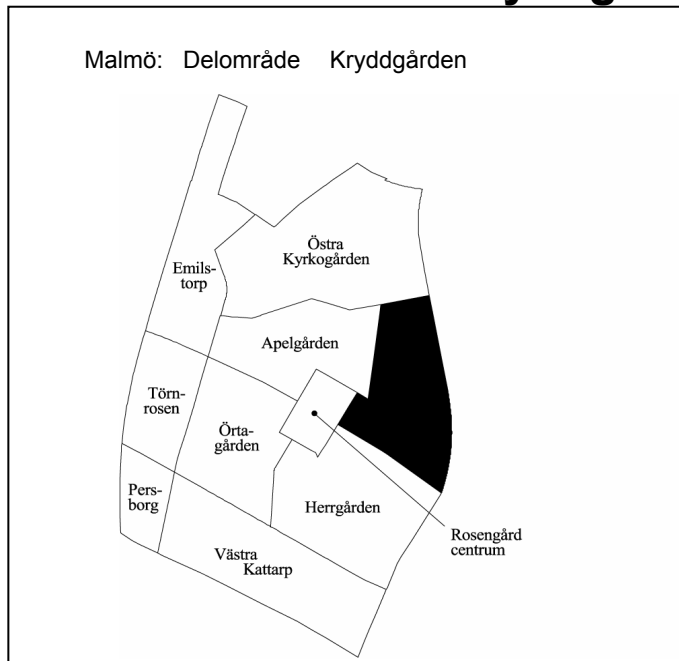 Malmö: Delområde Kryddgården
Östra
Kyrkogården
Emils-
torp
Apelgården
Törn-
rosen
Örta-
gården
Pers-
borg
Herrgården
Rosengård
centrum
Västra
Kattarp